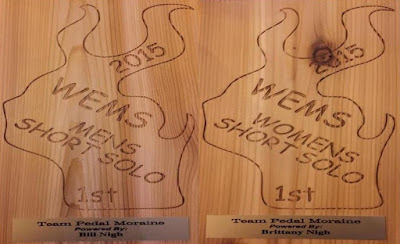 2015
WEMS
MENS
SHORT SOLO
1st
Team Pedal Moraine
Powered By:
Bill Nigh
2015
WEMS
WOMENS
SHORT SOLO
1st
Team Pedal Moraine
Powered By:
Brittany Nigh